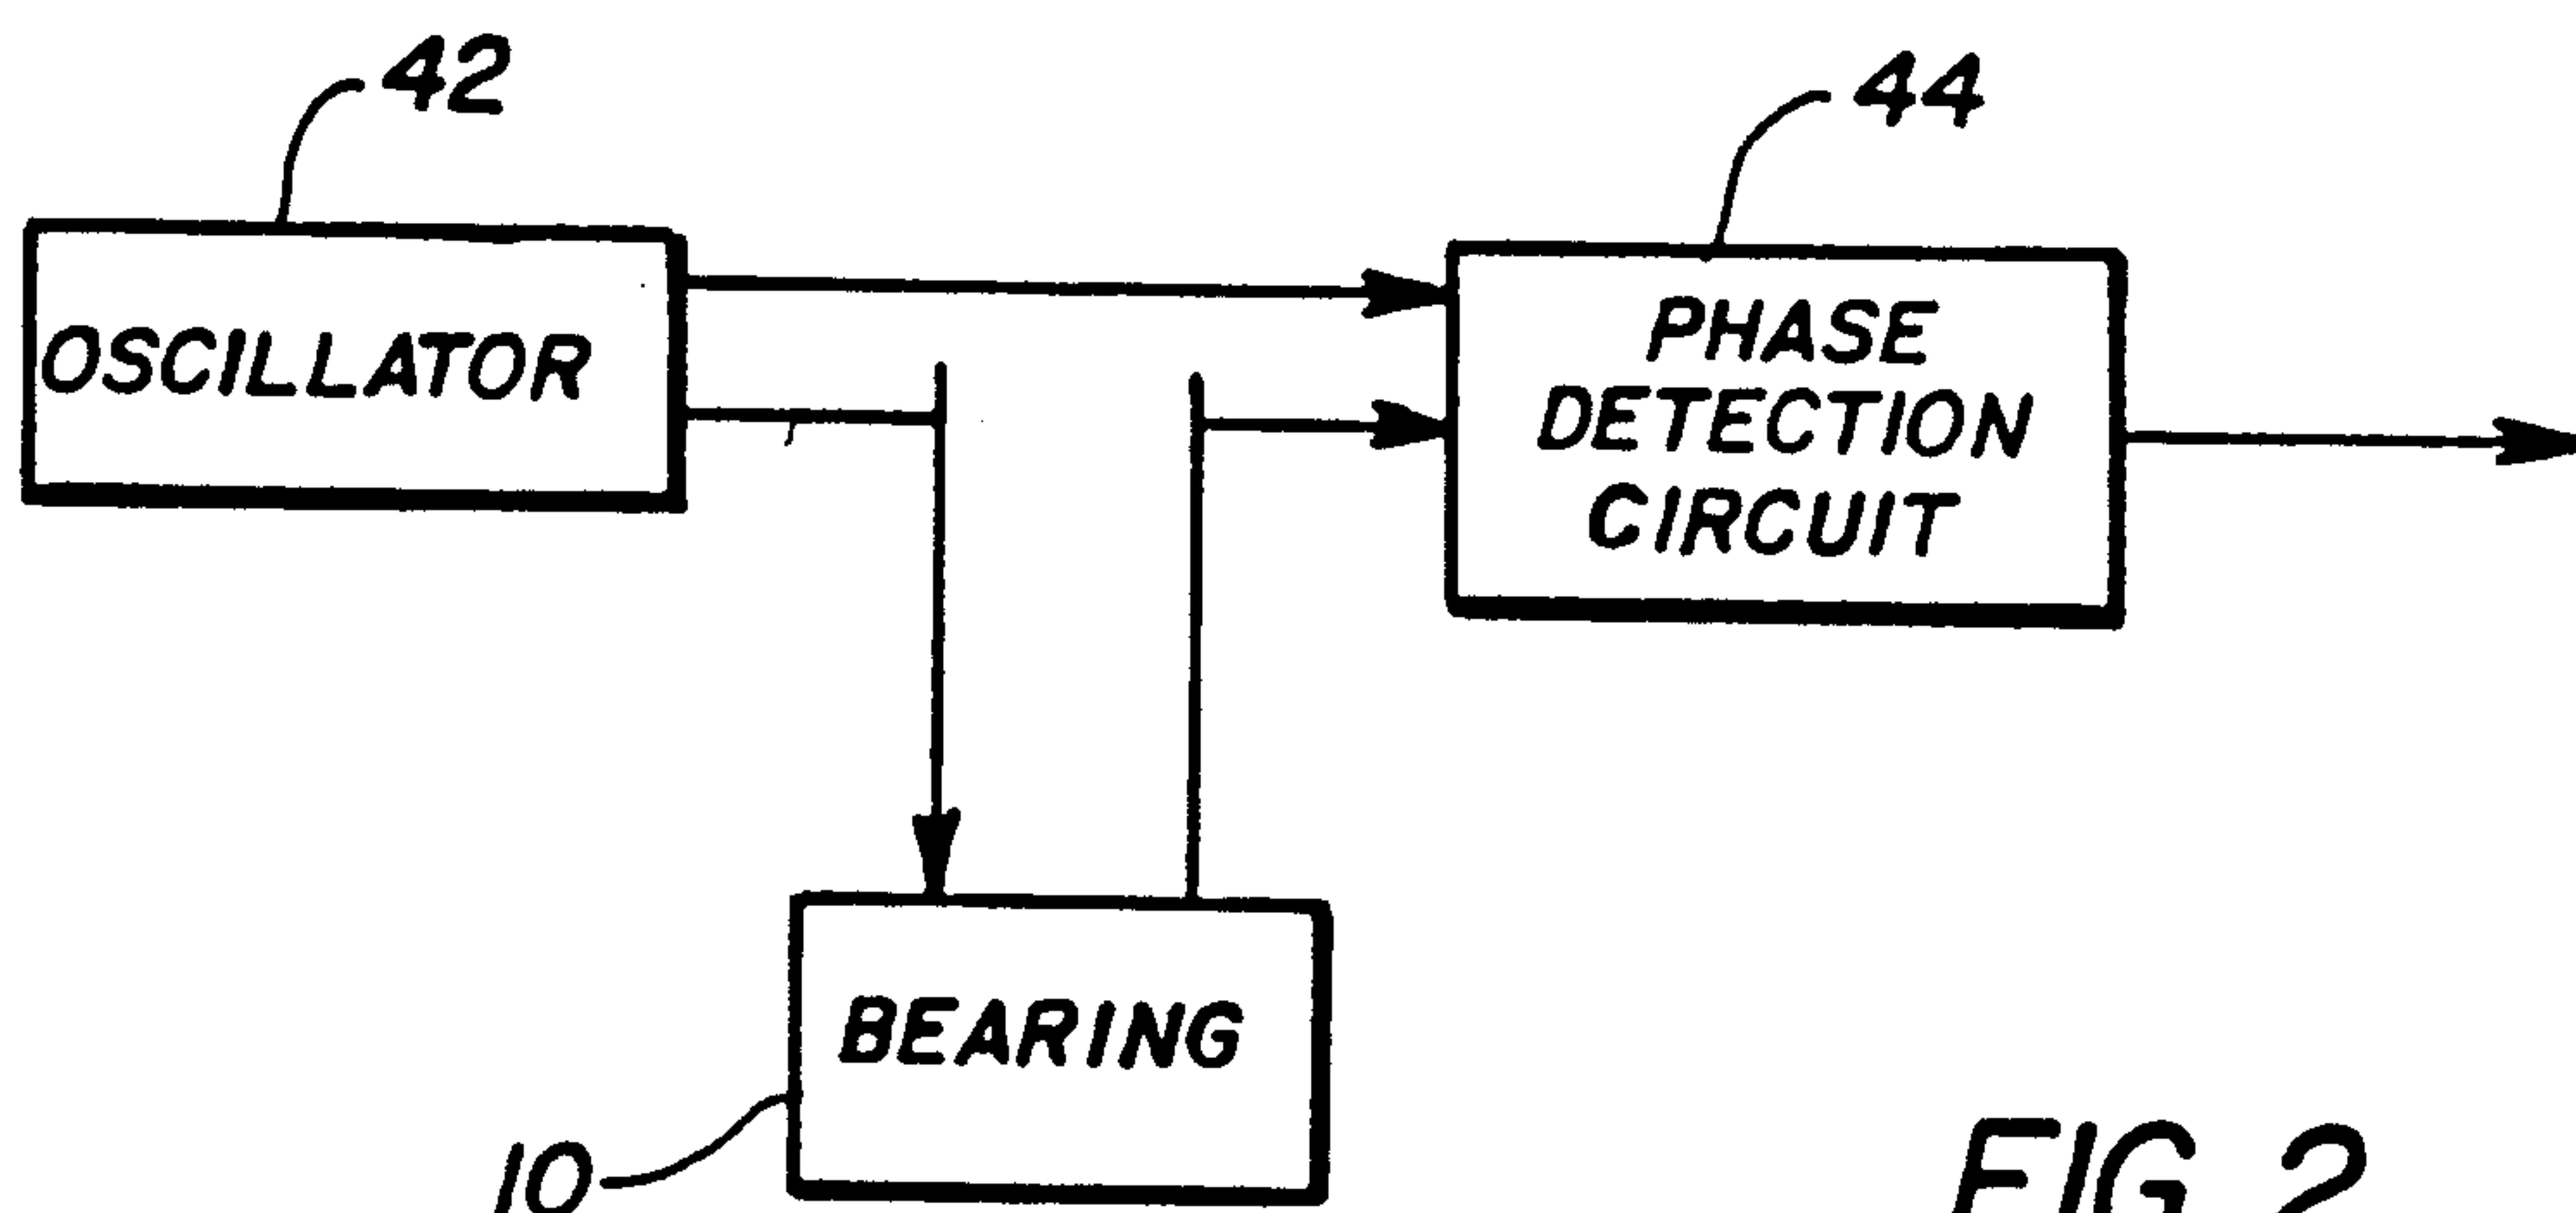 42
44
OSCILLATOR
PHASE
DETECTION
CIRCUIT
BEARING
10
FIG. 2